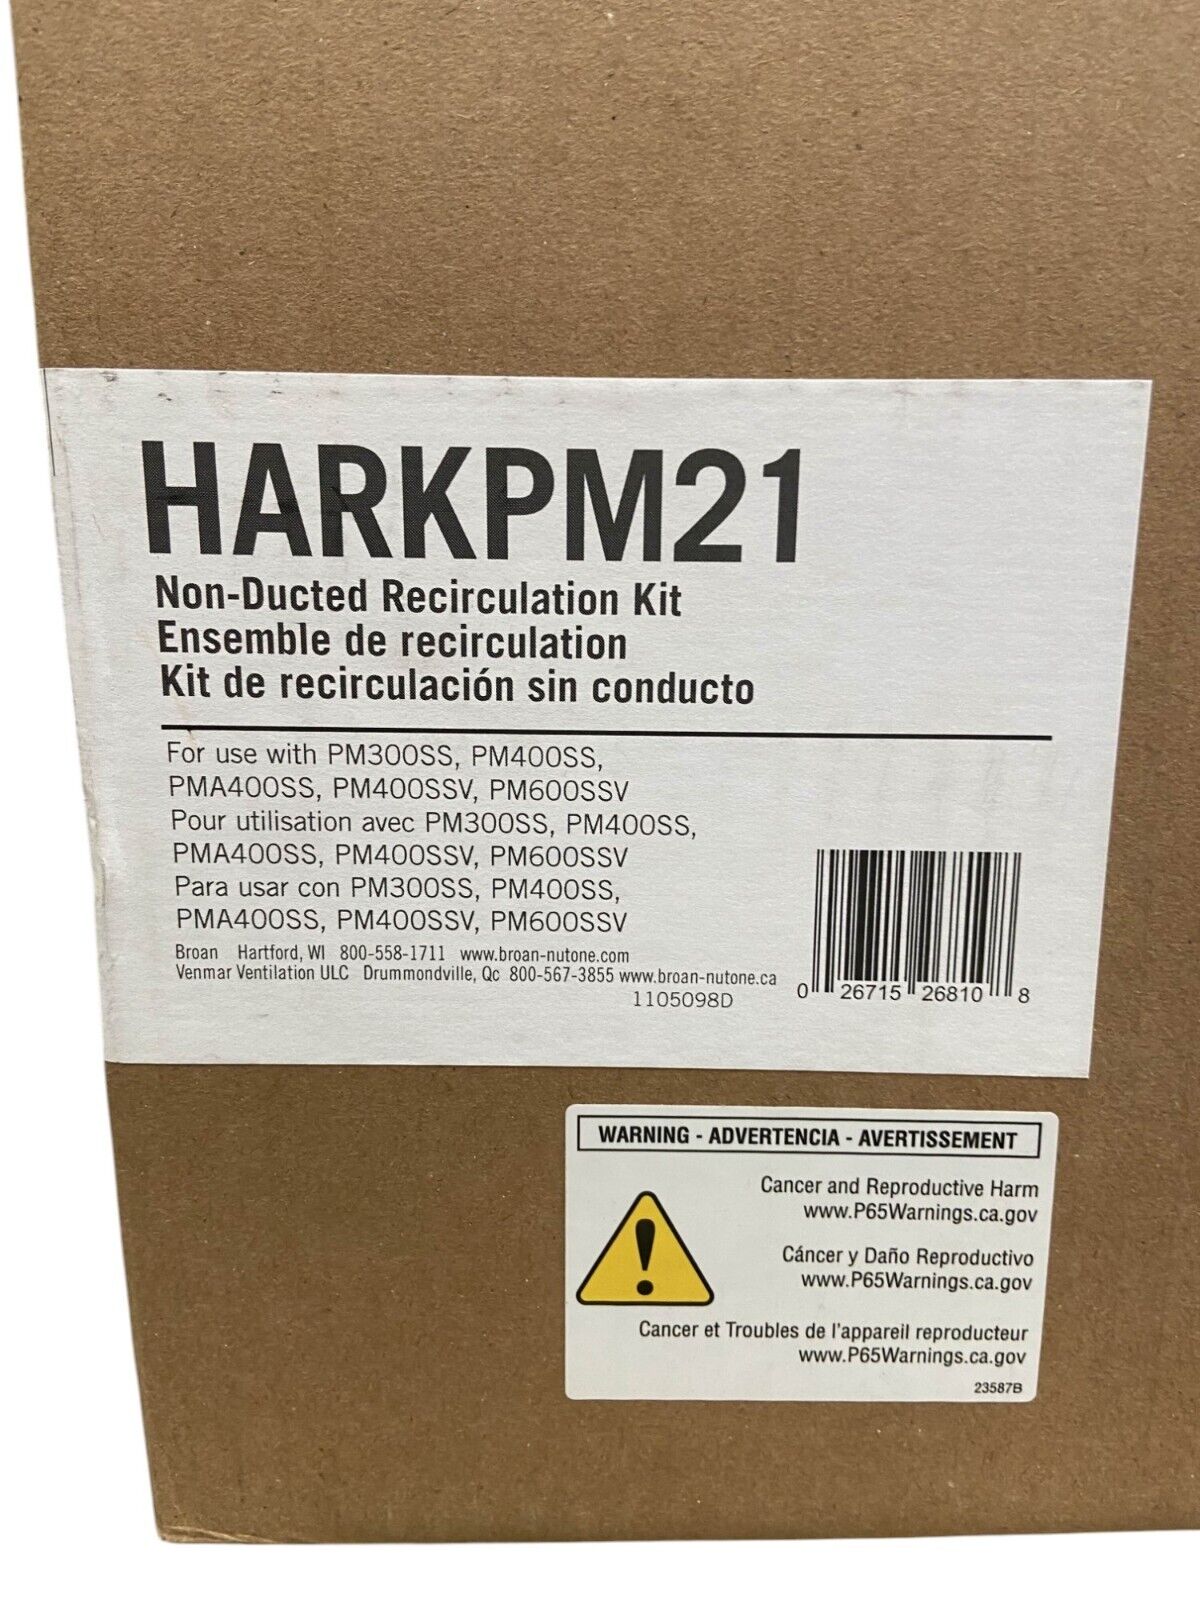 HARKPM21
Non-Ducted Recirculation Kit
Ensemble de recirculation
Kit de recirculación sin conducto
For use with PM300SS, PM400SS,
PMA400SS, PM400SSV, PM600SSV
Pour utilisation avec PM300SS, PM400SS,
PMA400SS, PM400SSV, PM600SSV
Para usar con PM300SS, PM400SS,
PMA400SS, PM400SSV, PM600SSV
Broan Hartford, WI 800-558-1711 www.broan-nutone.com
Venmar Ventilation ULC Drummondville, Qc 800-567-3855 www.broan-nutone.ca
1105098D
0 26715 26810 8
WARNING - ADVERTENCIA - AVERTISSEMENT
Cancer and Reproductive Harm
www.P65Warnings.ca.gov
Cáncer y Daño Reproductivo
www.P65Warnings.ca.gov
Cancer et Troubles de l'appareil reproducteur
www.P65Warnings.ca.gov
23587B